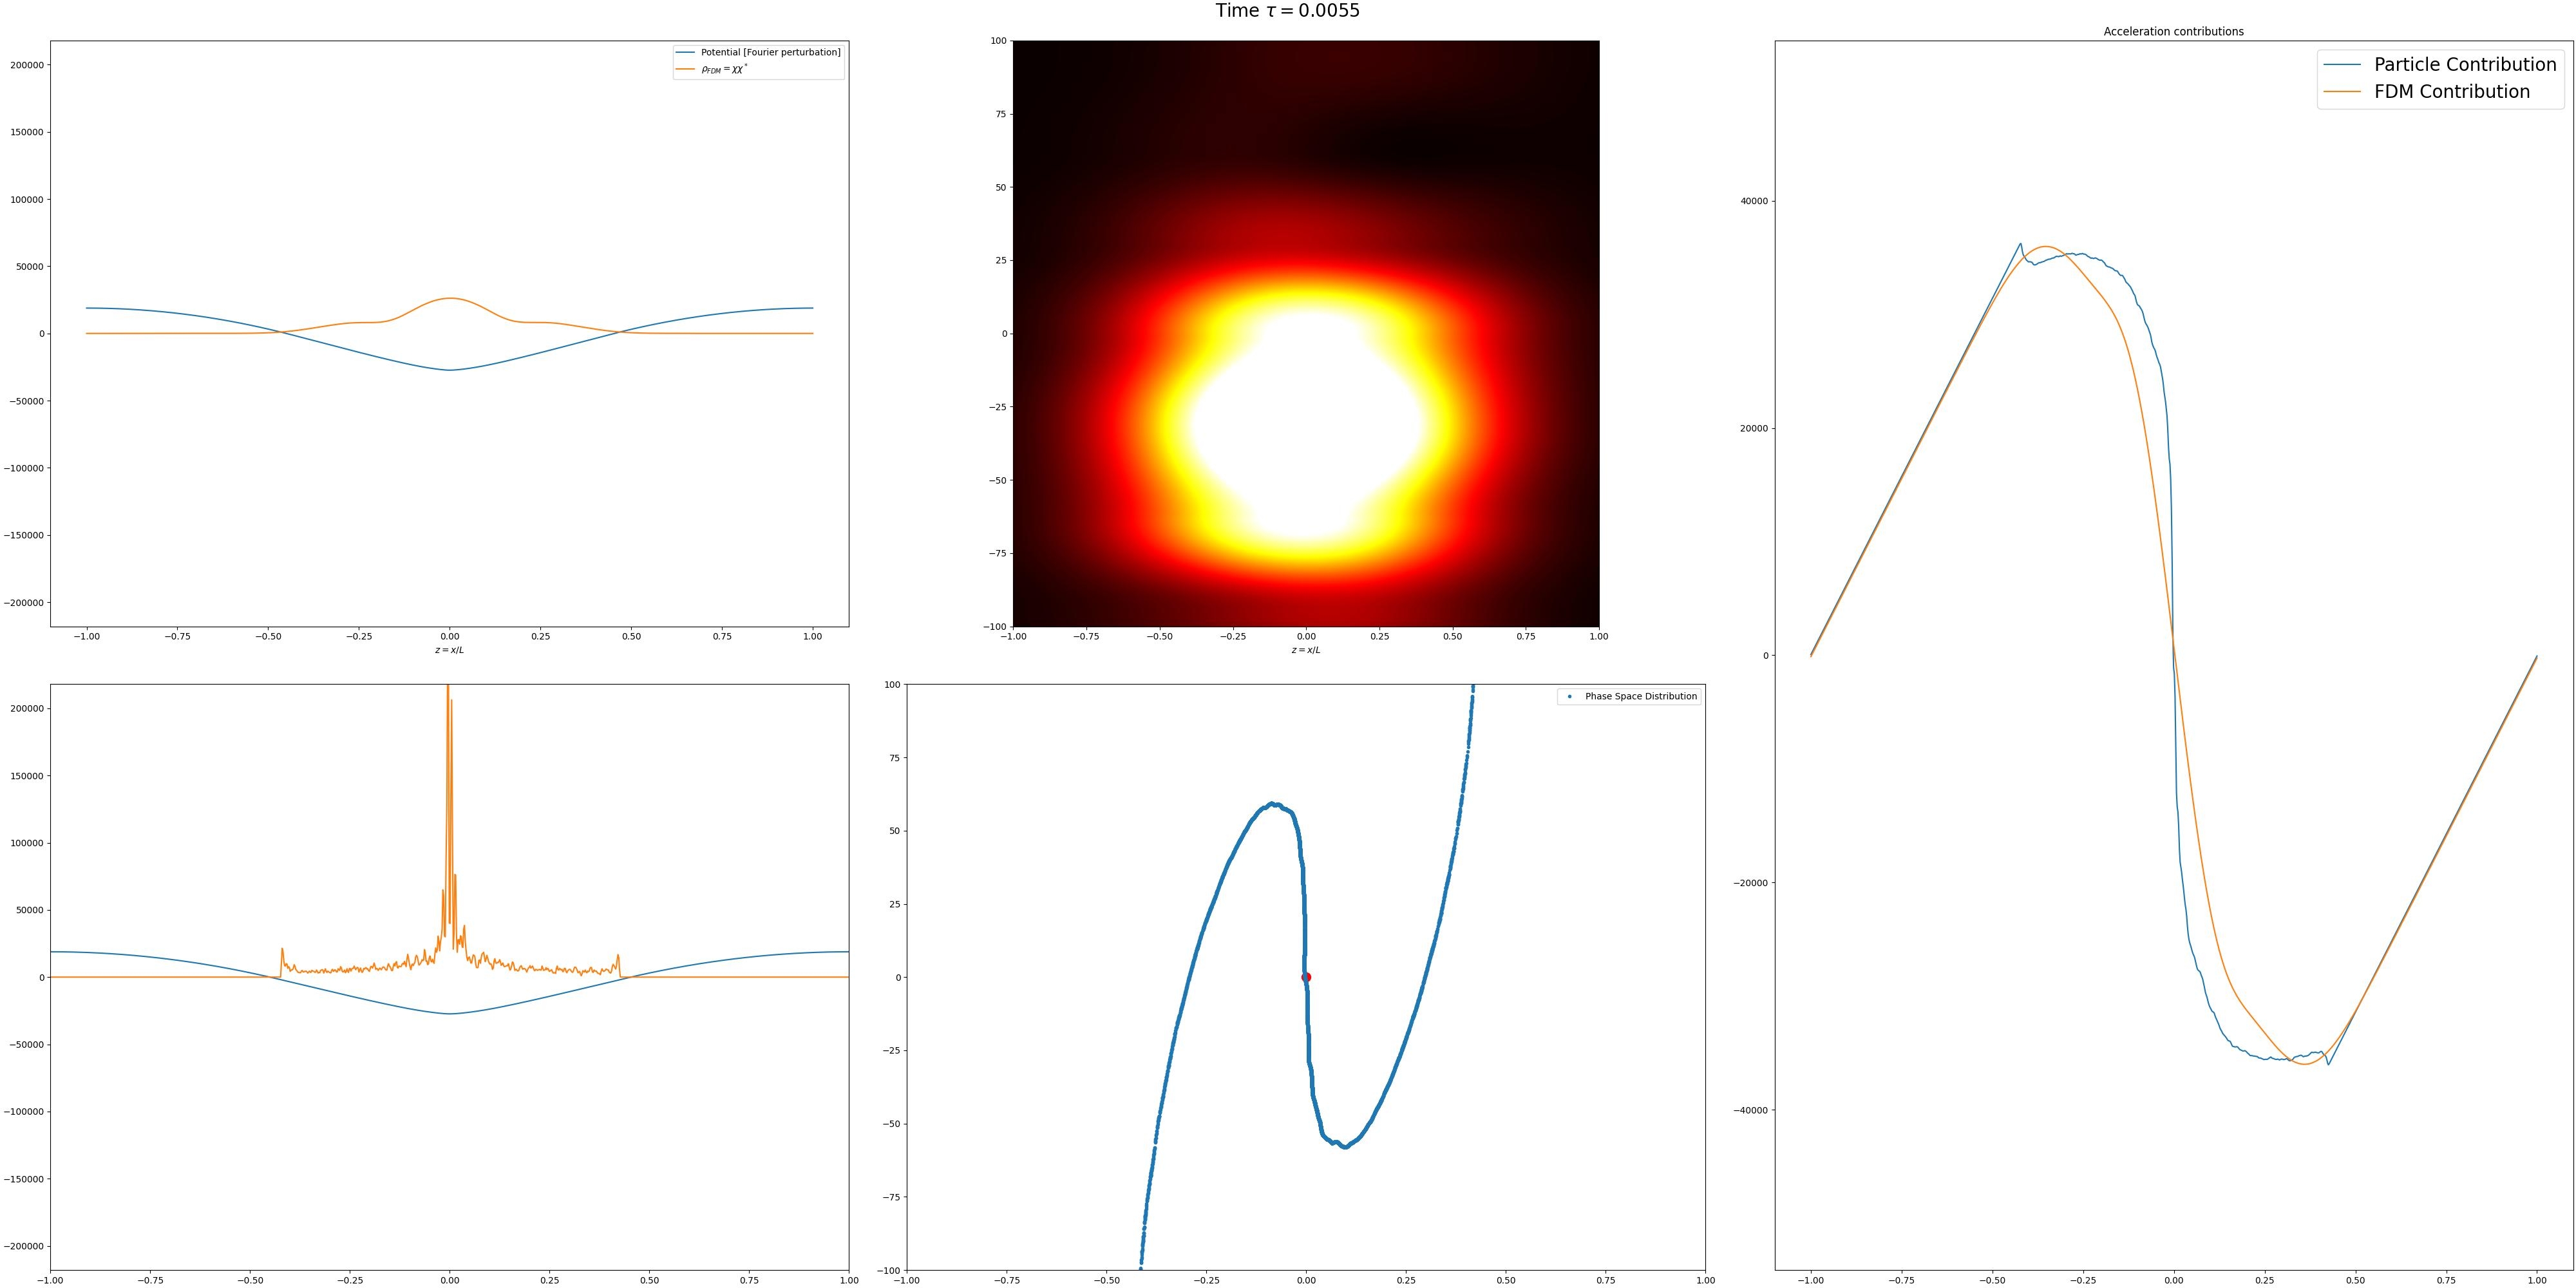 Time τ = 0.0055
Potential [Fourier perturbation]
ρ_FDM = χχ*
200000
150000
100000
50000
0
−50000
−100000
−150000
−200000
−1.00 −0.75 −0.50 −0.25 0.00 0.25 0.50 0.75 1.00
z = x/L
100
75
50
25
0
−25
−50
−75
−100
−1.00 −0.75 −0.50 −0.25 0.00 0.25 0.50 0.75 1.00
z = x/L
Acceleration contributions
Particle Contribution
FDM Contribution
40000
20000
0
−20000
−40000
−1.00 −0.75 −0.50 −0.25 0.00 0.25 0.50 0.75 1.00
200000
150000
100000
50000
0
−50000
−100000
−150000
−200000
−1.00 −0.75 −0.50 −0.25 0.00 0.25 0.50 0.75 1.00
Phase Space Distribution
100
75
50
25
0
−25
−50
−75
−100
−1.00 −0.75 −0.50 −0.25 0.00 0.25 0.50 0.75 1.00